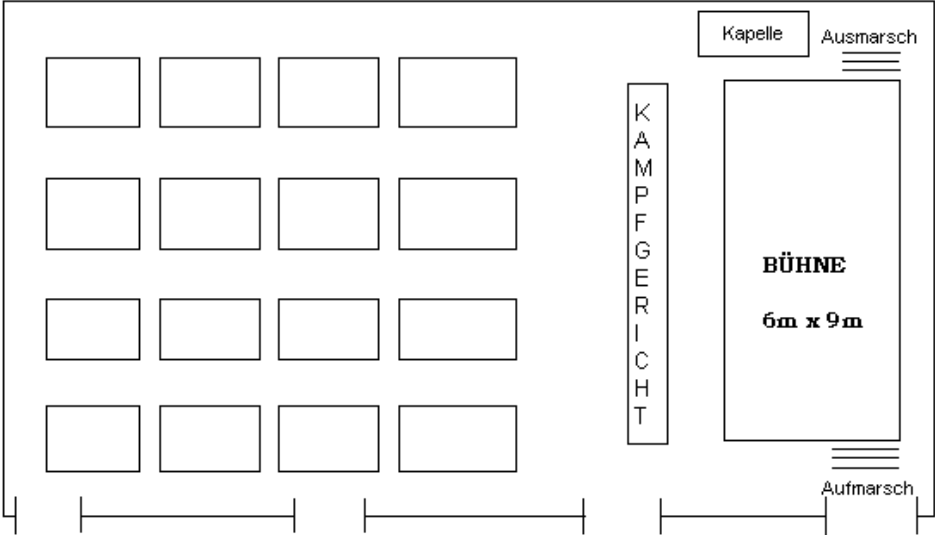 Kapelle
Ausmarsch
K
A
M
P
F
G
E
R
I
C
H
T
BÜHNE
6m x 9m
Aufmarsch